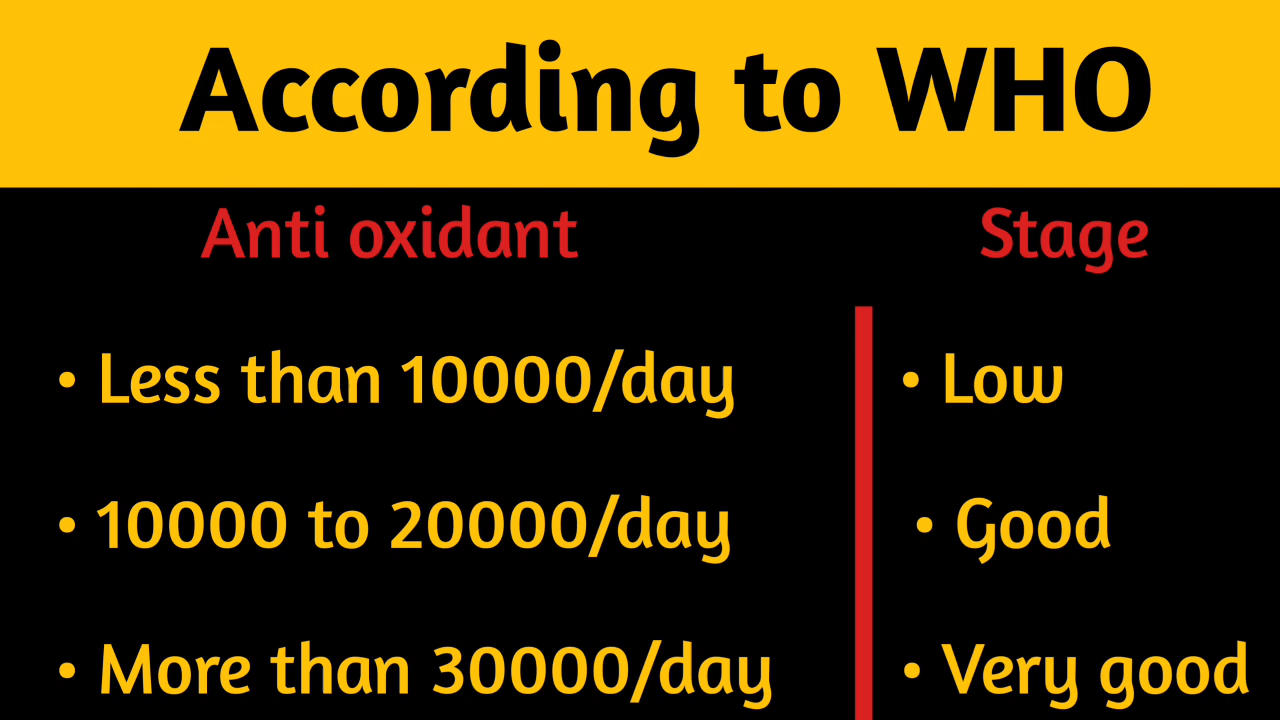 According to WHO
Anti oxidant Stage
• Less than 10000/day • Low
• 10000 to 20000/day • Good
• More than 30000/day • Very good